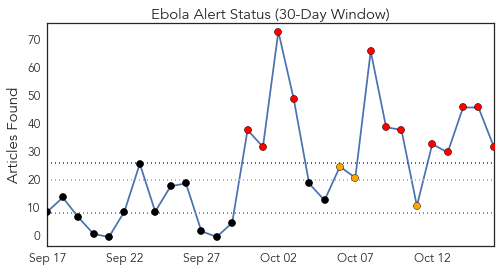 Ebola Alert Status (30-Day Window)
Articles Found
70
60
50
40
30
20
10
0
Sep 17 Sep 22 Sep 27 Oct 02 Oct 07 Oct 12